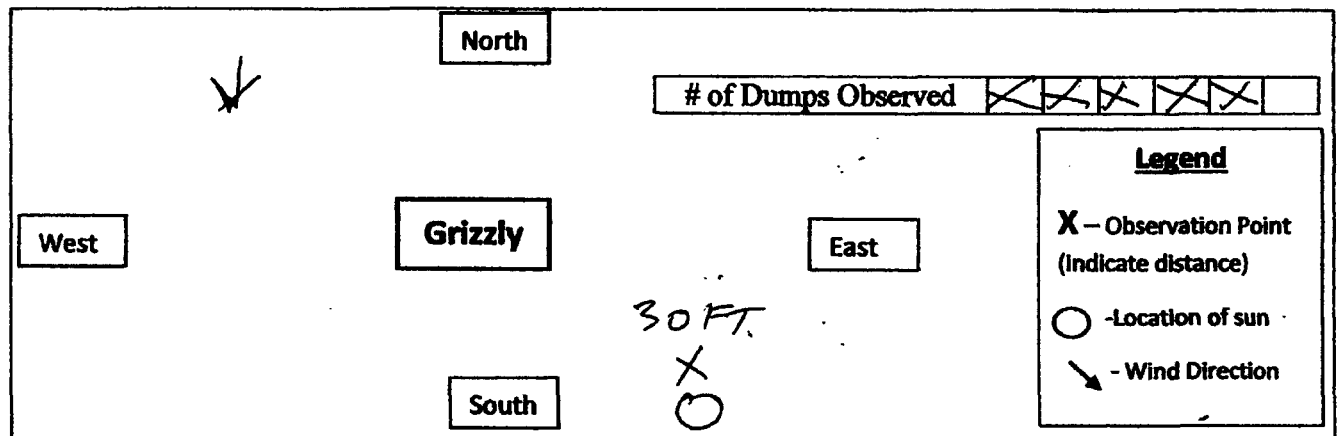 North
# of Dumps Observed X X X X X
Legend
X – Observation Point
(indicate distance)
West
Grizzly
East
30 FT.
X
-Location of sun
- Wind Direction
South